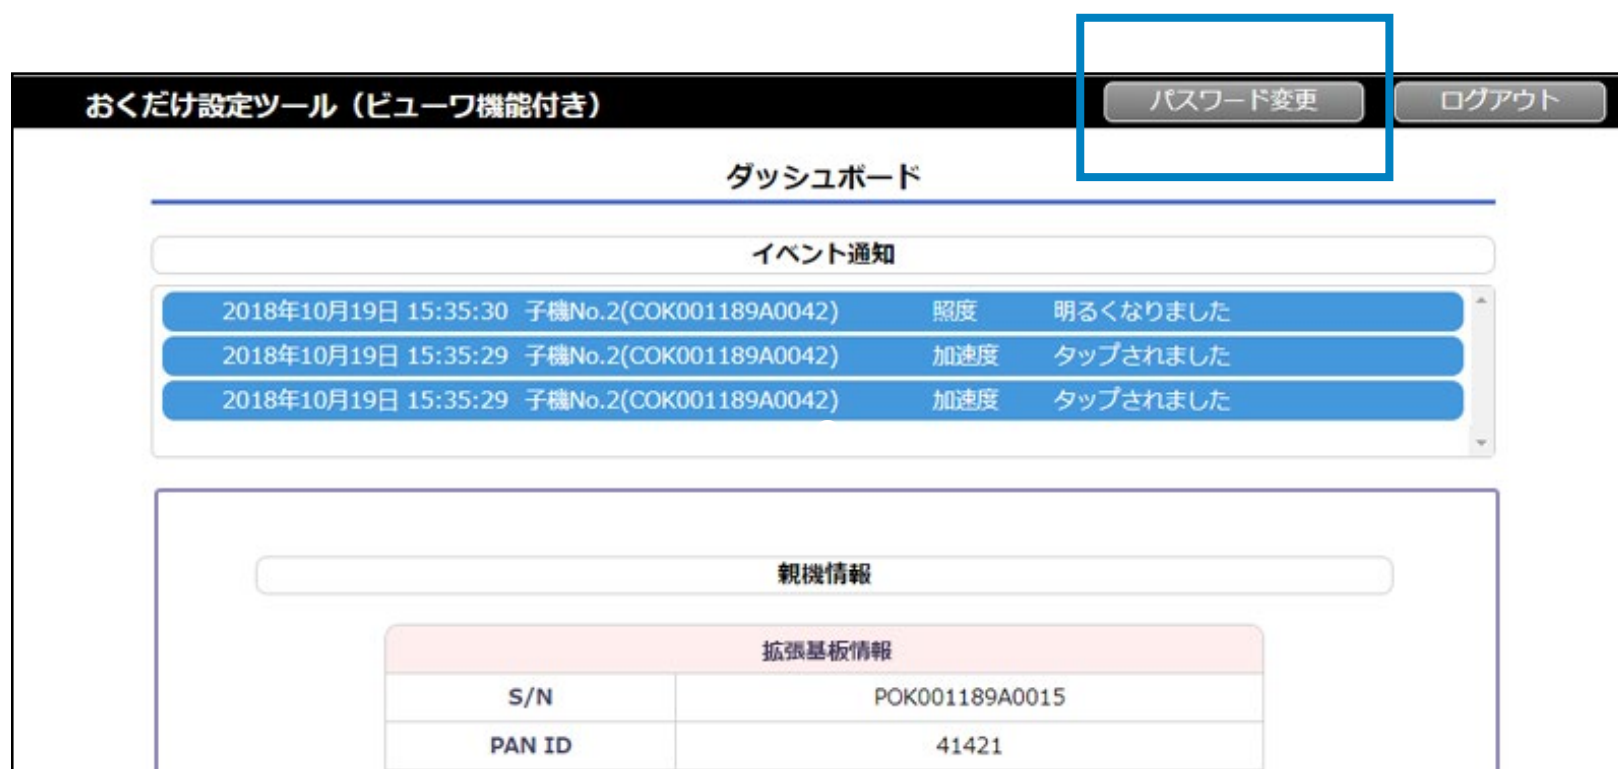 おくだけ設定ツール（ビューワ機能付き） パスワード変更 ログアウト
ダッシュボード
イベント通知
2018年10月19日 15:35:30 子機No.2(COK001189A0042) 照度 明るくなりました
2018年10月19日 15:35:29 子機No.2(COK001189A0042) 加速度 タップされました
2018年10月19日 15:35:29 子機No.2(COK001189A0042) 加速度 タップされました
親機情報
拡張基板情報
S/N POK001189A0015
PAN ID 41421